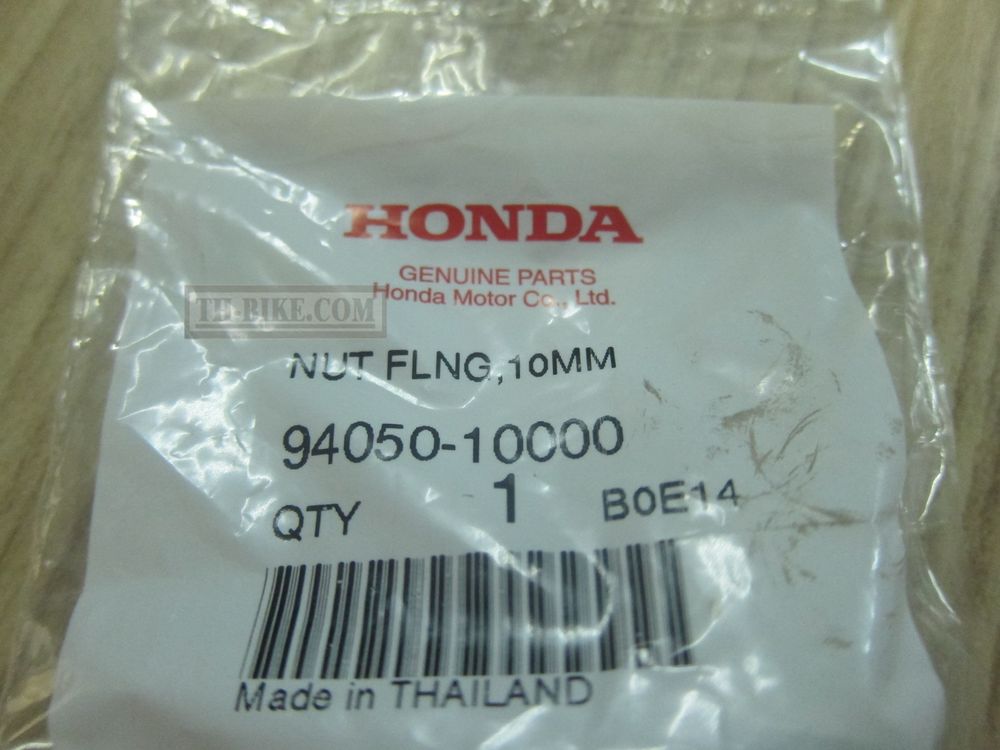 HONDA
GENUINE PARTS
Honda Motor Co., Ltd.
TH-BIKE.COM
NUT FLNG,10MM
94050-10000
QTY 1 B0E14
Made in THAILAND